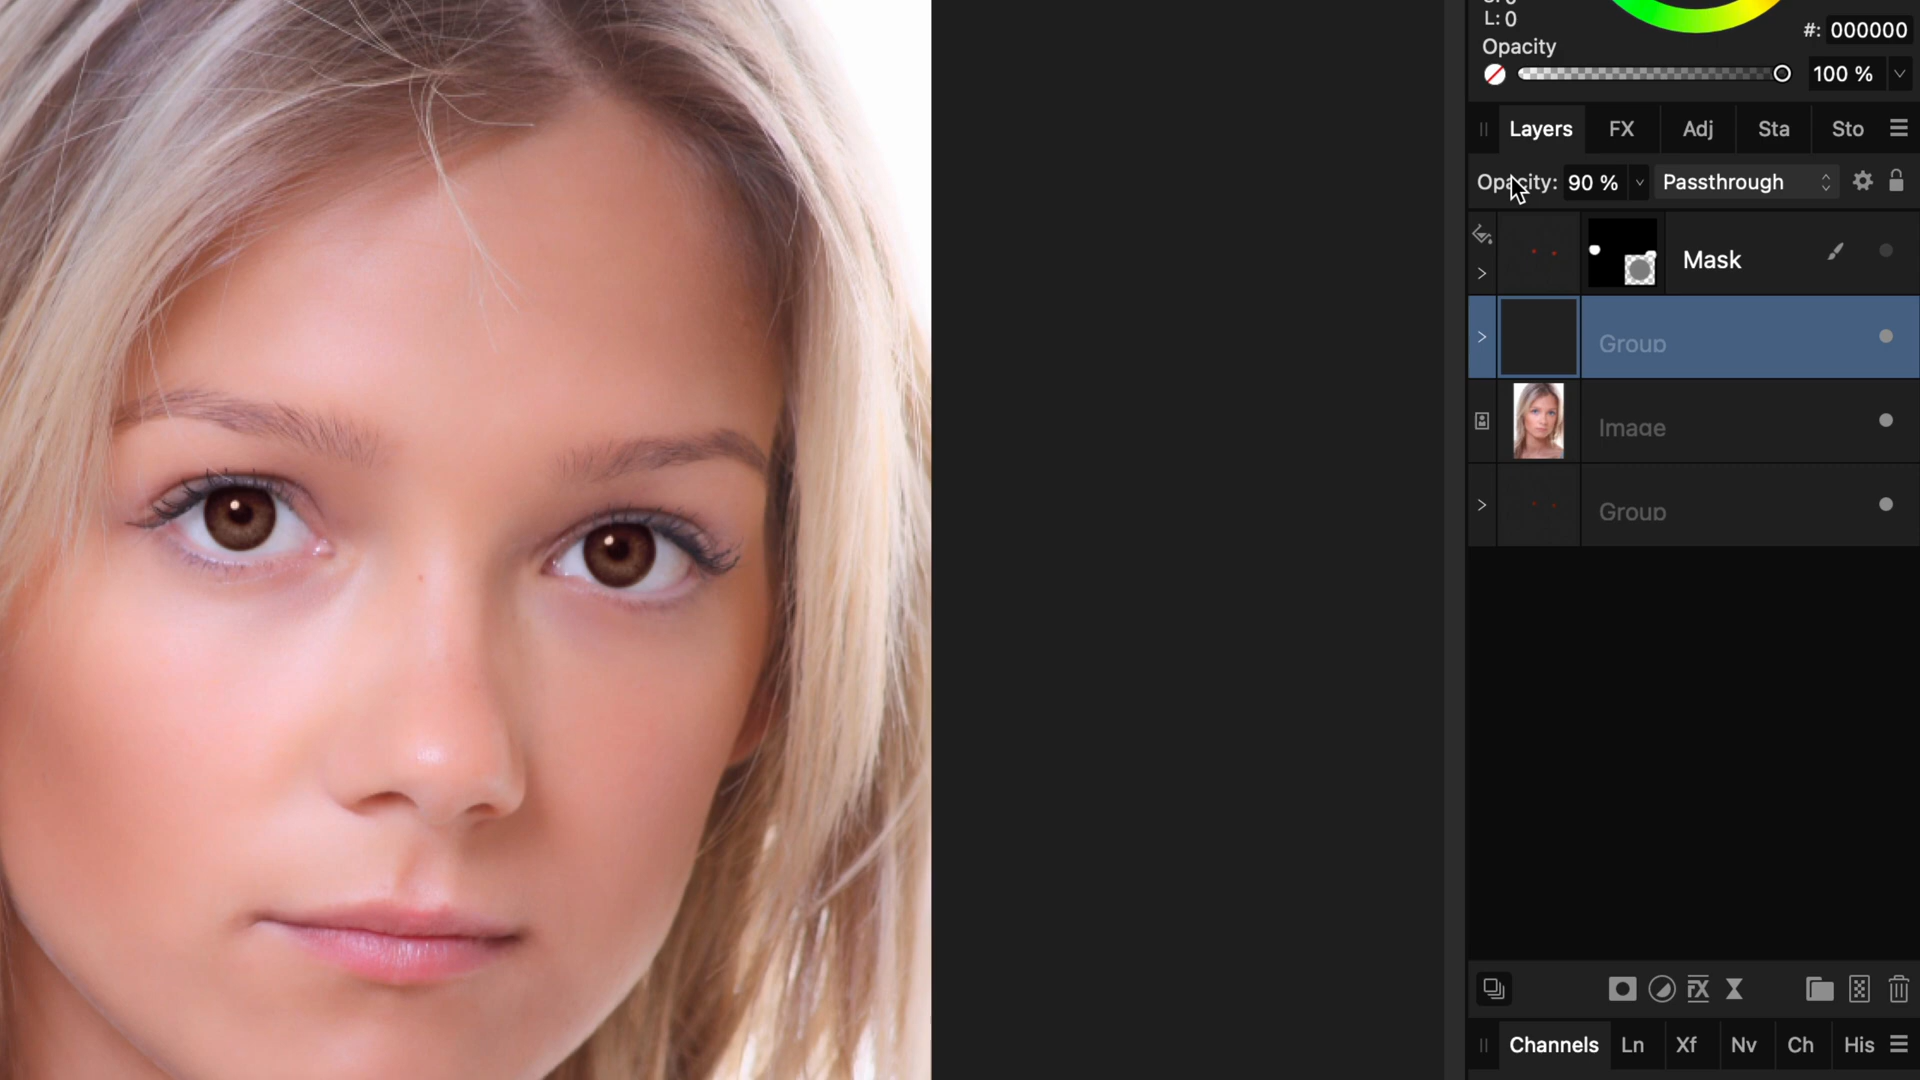 L: 0
#: 000000
Opacity
100 %
Layers FX Adj Sta Sto
Opacity: 90 % Passthrough
Mask
Group
Image
Group
Channels Ln Xf Nv Ch His